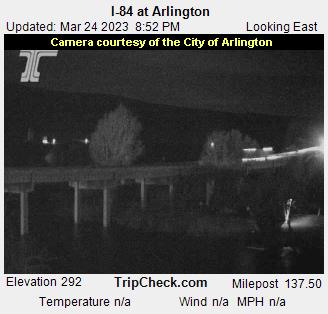 I-84 at Arlington
Updated: Mar 24 2023 8:52 PM Looking East
Camera courtesy of the City of Arlington
Elevation 292 TripCheck.com Milepost 137.50
Temperature n/a Wind n/a MPH n/a